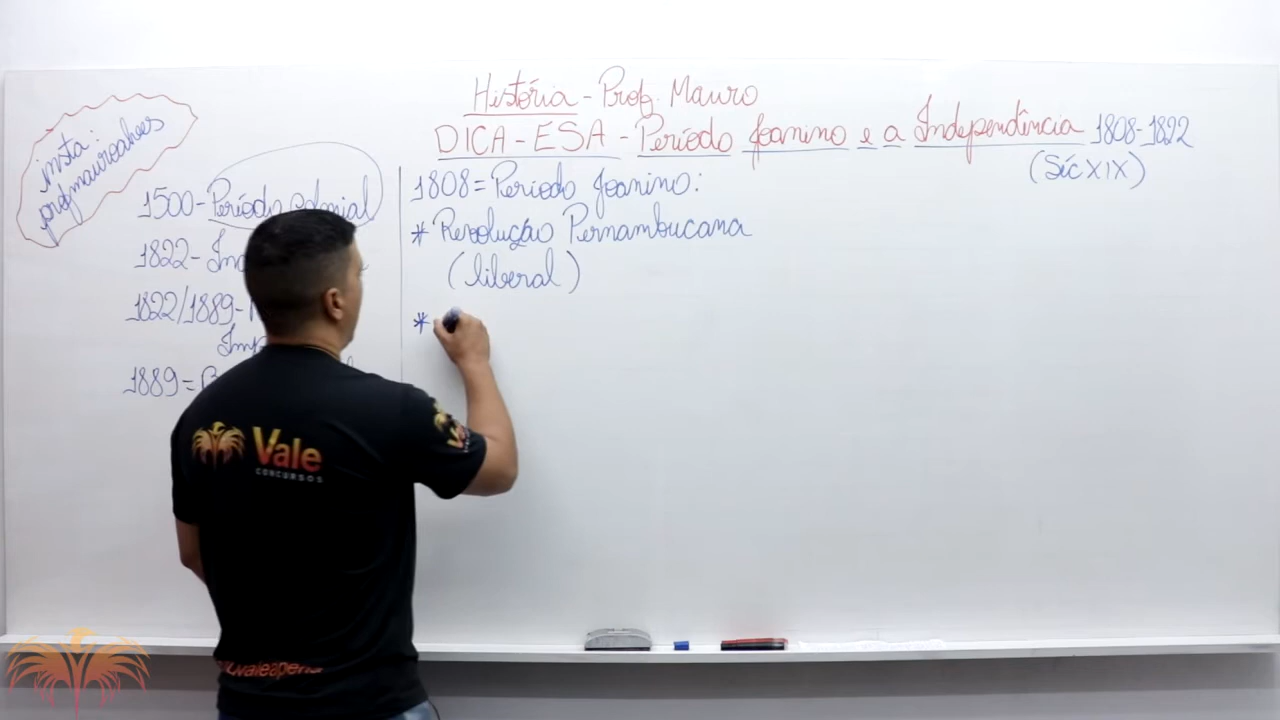 História - Prof. Mauro
DICA - ESA - Período Joanino e a Independência 1808-1822
(Séc XIX)
insta:
profmauroalves
1500 - Período colonial
1822 -
1822/1889 -
1889 =
1808 = Periodo Joanino:
* Revolução Pernambucana
(liberal)
*
Vale
CONCURSOS